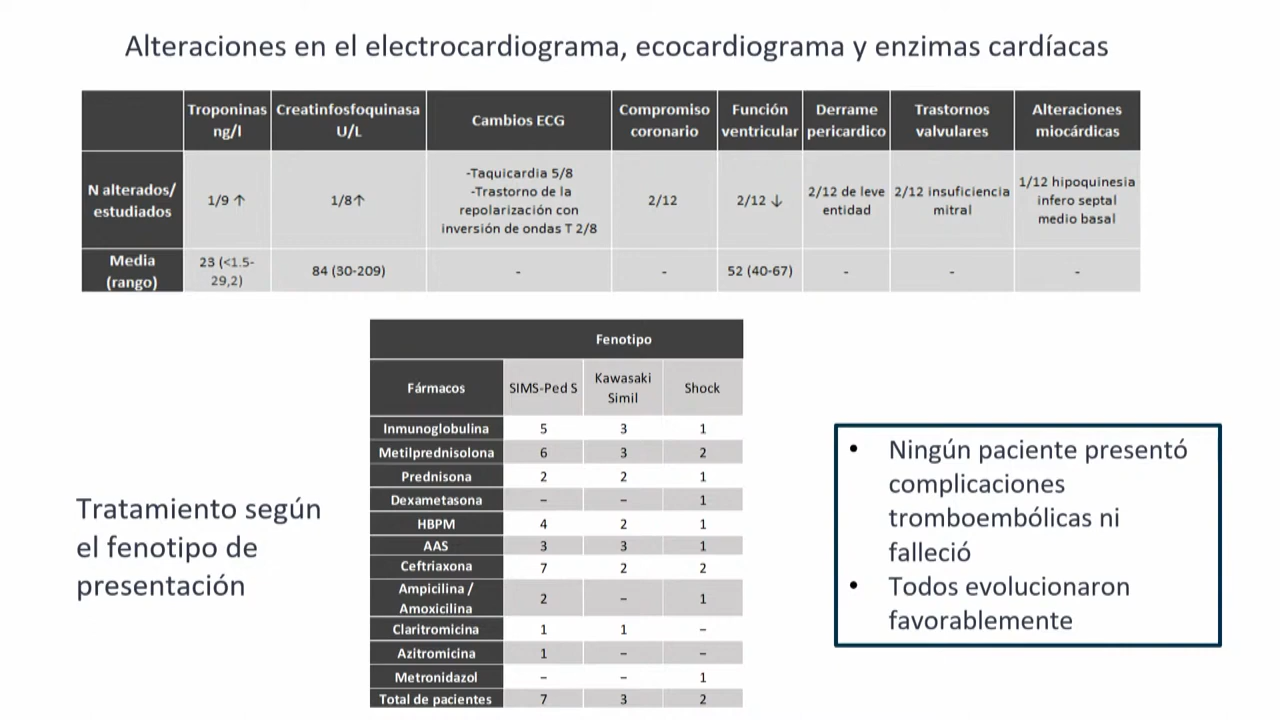 Alteraciones en el electrocardiograma, ecocardiograma y enzimas cardíacas
Troponinas ng/l	Creatinfosfoquinasa U/L	Cambios ECG	Compromiso coronario	Función ventricular	Derrame pericardico	Trastornos valvulares	Alteraciones miocárdicas
N alterados/ estudiados	1/9 ↑	1/8↑	-Taquicardia 5/8 -Trastorno de la repolarización con inversión de ondas T 2/8	2/12	2/12 ↓	2/12 de leve entidad	2/12 insuficiencia mitral	1/12 hipoquinesia infero septal medio basal
Media (rango)	23 (<1.5-29,2)	84 (30-209)	-	-	52 (40-67)	-	-	-
Fenotipo
Fármacos	SIMS-Ped S	Kawasaki Simil	Shock
Inmunoglobulina	5	3	1
Metilprednisolona	6	3	2
Prednisona	2	2	1
Dexametasona	–	–	1
HBPM	4	2	1
AAS	3	3	1
Ceftriaxona	7	2	2
Ampicilina / Amoxicilina	2	–	1
Claritromicina	1	1	–
Azitromicina	1	–	–
Metronidazol	–	–	1
Total de pacientes	7	3	2
Tratamiento según
el fenotipo de
presentación
• Ningún paciente presentó
complicaciones
tromboembólicas ni
falleció
• Todos evolucionaron
favorablemente